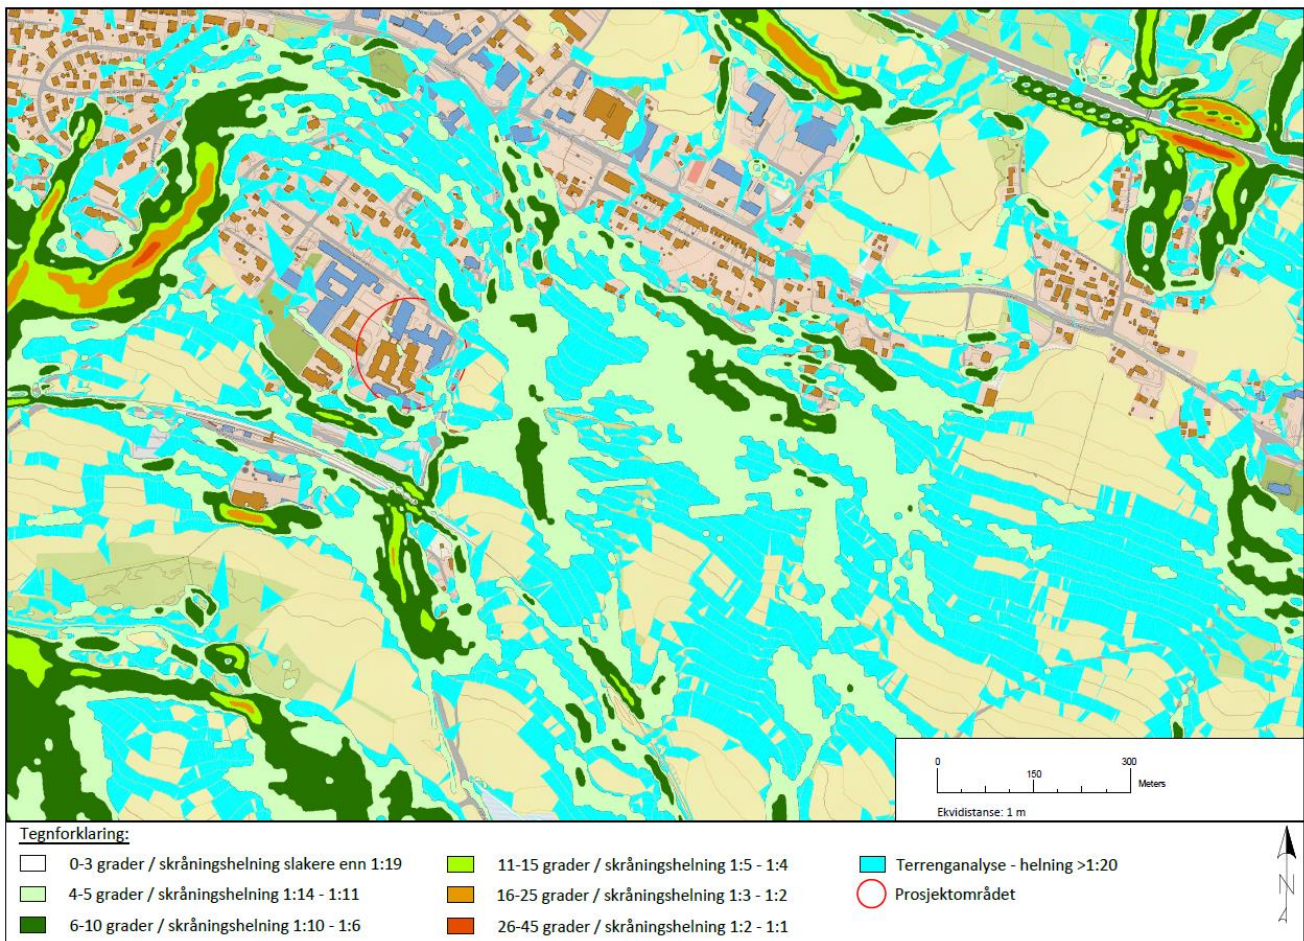 0
150
300
Meters
Ekvidistanse: 1 m
Tegnforklaring:
0-3 grader / skråningshelning slakere enn 1:19
4-5 grader / skråningshelning 1:14 - 1:11
6-10 grader / skråningshelning 1:10 - 1:6
11-15 grader / skråningshelning 1:5 - 1:4
16-25 grader / skråningshelning 1:3 - 1:2
26-45 grader / skråningshelning 1:2 - 1:1
Terrenganalyse - helning >1:20
Prosjektområdet
N